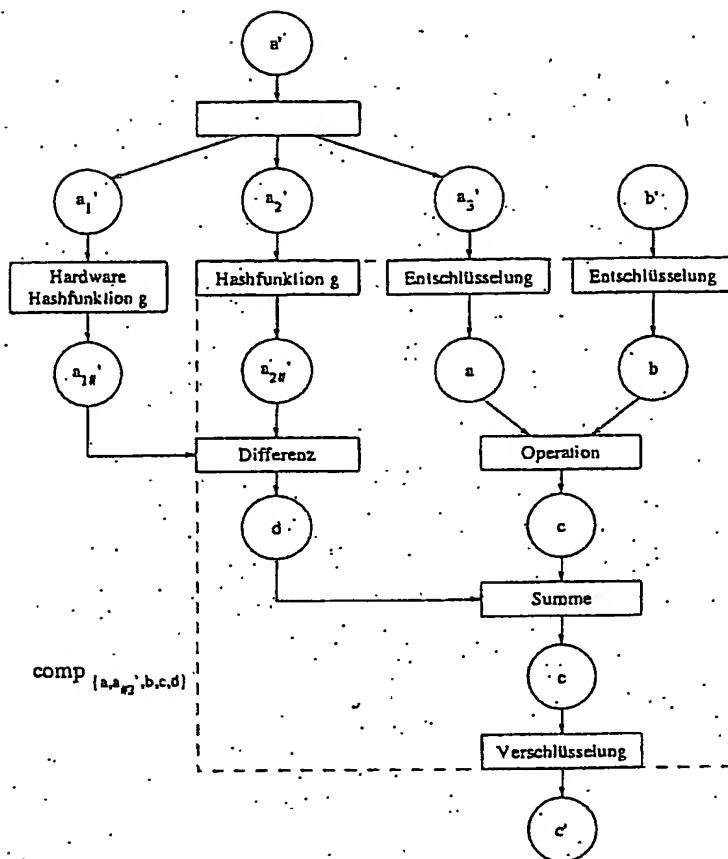 a'
a₁'
a₂'
a₃'
b'
Hardware
Hashfunktion g
Hashfunktion g
Entschlüsselung
Entschlüsselung
a₁#'
a₂#'
a
b
Differenz
Operation
d
c
Summe
comp {a,a#2',b,c,d}
c
Verschlüsselung
c'